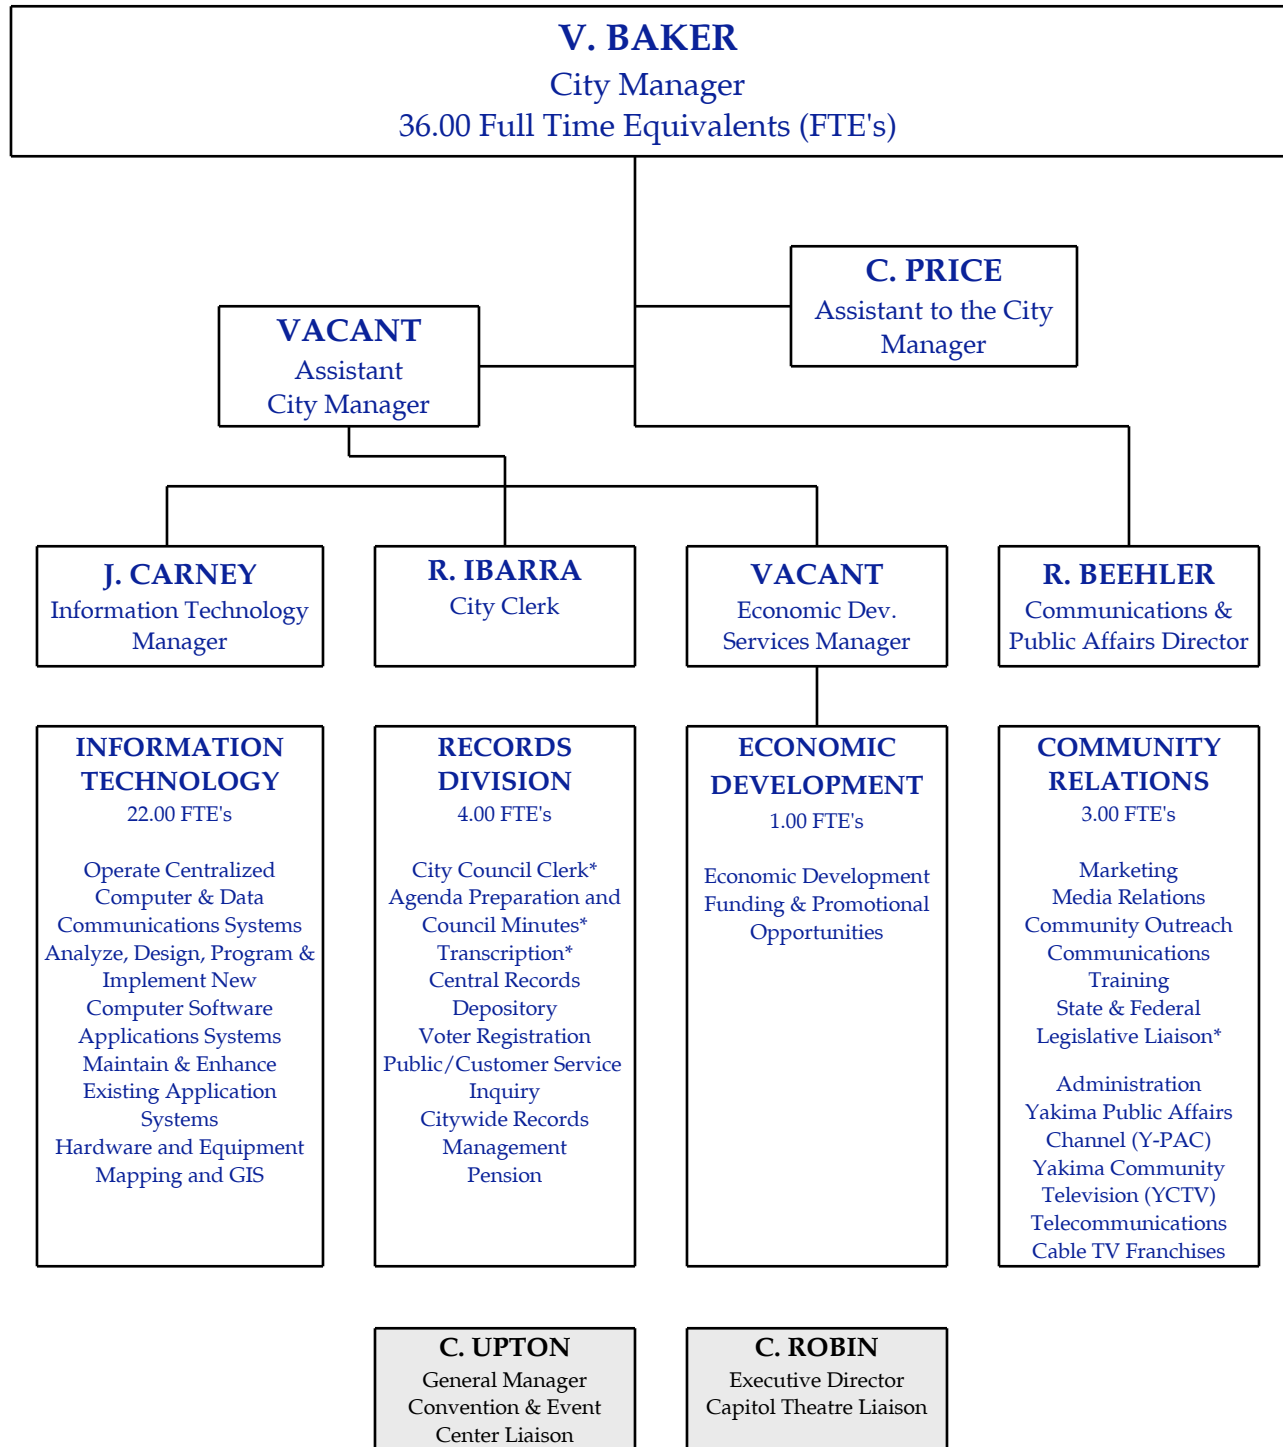 V. BAKER
City Manager
36.00 Full Time Equivalents (FTE's)
C. PRICE
Assistant to the City
Manager
VACANT
Assistant
City Manager
J. CARNEY
Information Technology
Manager
R. IBARRA
City Clerk
VACANT
Economic Dev.
Services Manager
R. BEEHLER
Communications &
Public Affairs Director
INFORMATION
TECHNOLOGY
22.00 FTE's
Operate Centralized
Computer & Data
Communications Systems
Analyze, Design, Program &
Implement New
Computer Software
Applications Systems
Maintain & Enhance
Existing Application
Systems
Hardware and Equipment
Mapping and GIS
RECORDS
DIVISION
4.00 FTE's
City Council Clerk*
Agenda Preparation and
Council Minutes*
Transcription*
Central Records
Depository
Voter Registration
Public/Customer Service
Inquiry
Citywide Records
Management
Pension
ECONOMIC
DEVELOPMENT
1.00 FTE's
Economic Development
Funding & Promotional
Opportunities
COMMUNITY
RELATIONS
3.00 FTE's
Marketing
Media Relations
Community Outreach
Communications
Training
State & Federal
Legislative Liaison*
Administration
Yakima Public Affairs
Channel (Y-PAC)
Yakima Community
Television (YCTV)
Telecommunications
Cable TV Franchises
C. UPTON
General Manager
Convention & Event
Center Liaison
C. ROBIN
Executive Director
Capitol Theatre Liaison